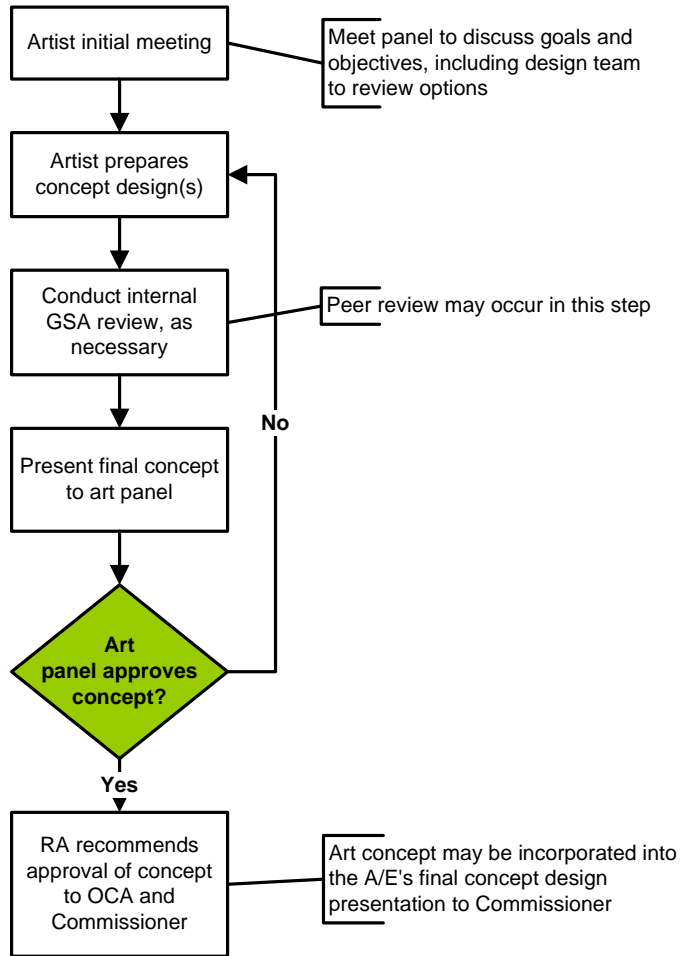 Artist initial meeting
Meet panel to discuss goals and
objectives, including design team
to review options
Artist prepares
concept design(s)
Conduct internal
GSA review, as
necessary
Peer review may occur in this step
No
Present final concept
to art panel
Art
panel approves
concept?
Yes
RA recommends
approval of concept
to OCA and
Commissioner
Art concept may be incorporated into
the A/E's final concept design
presentation to Commissioner